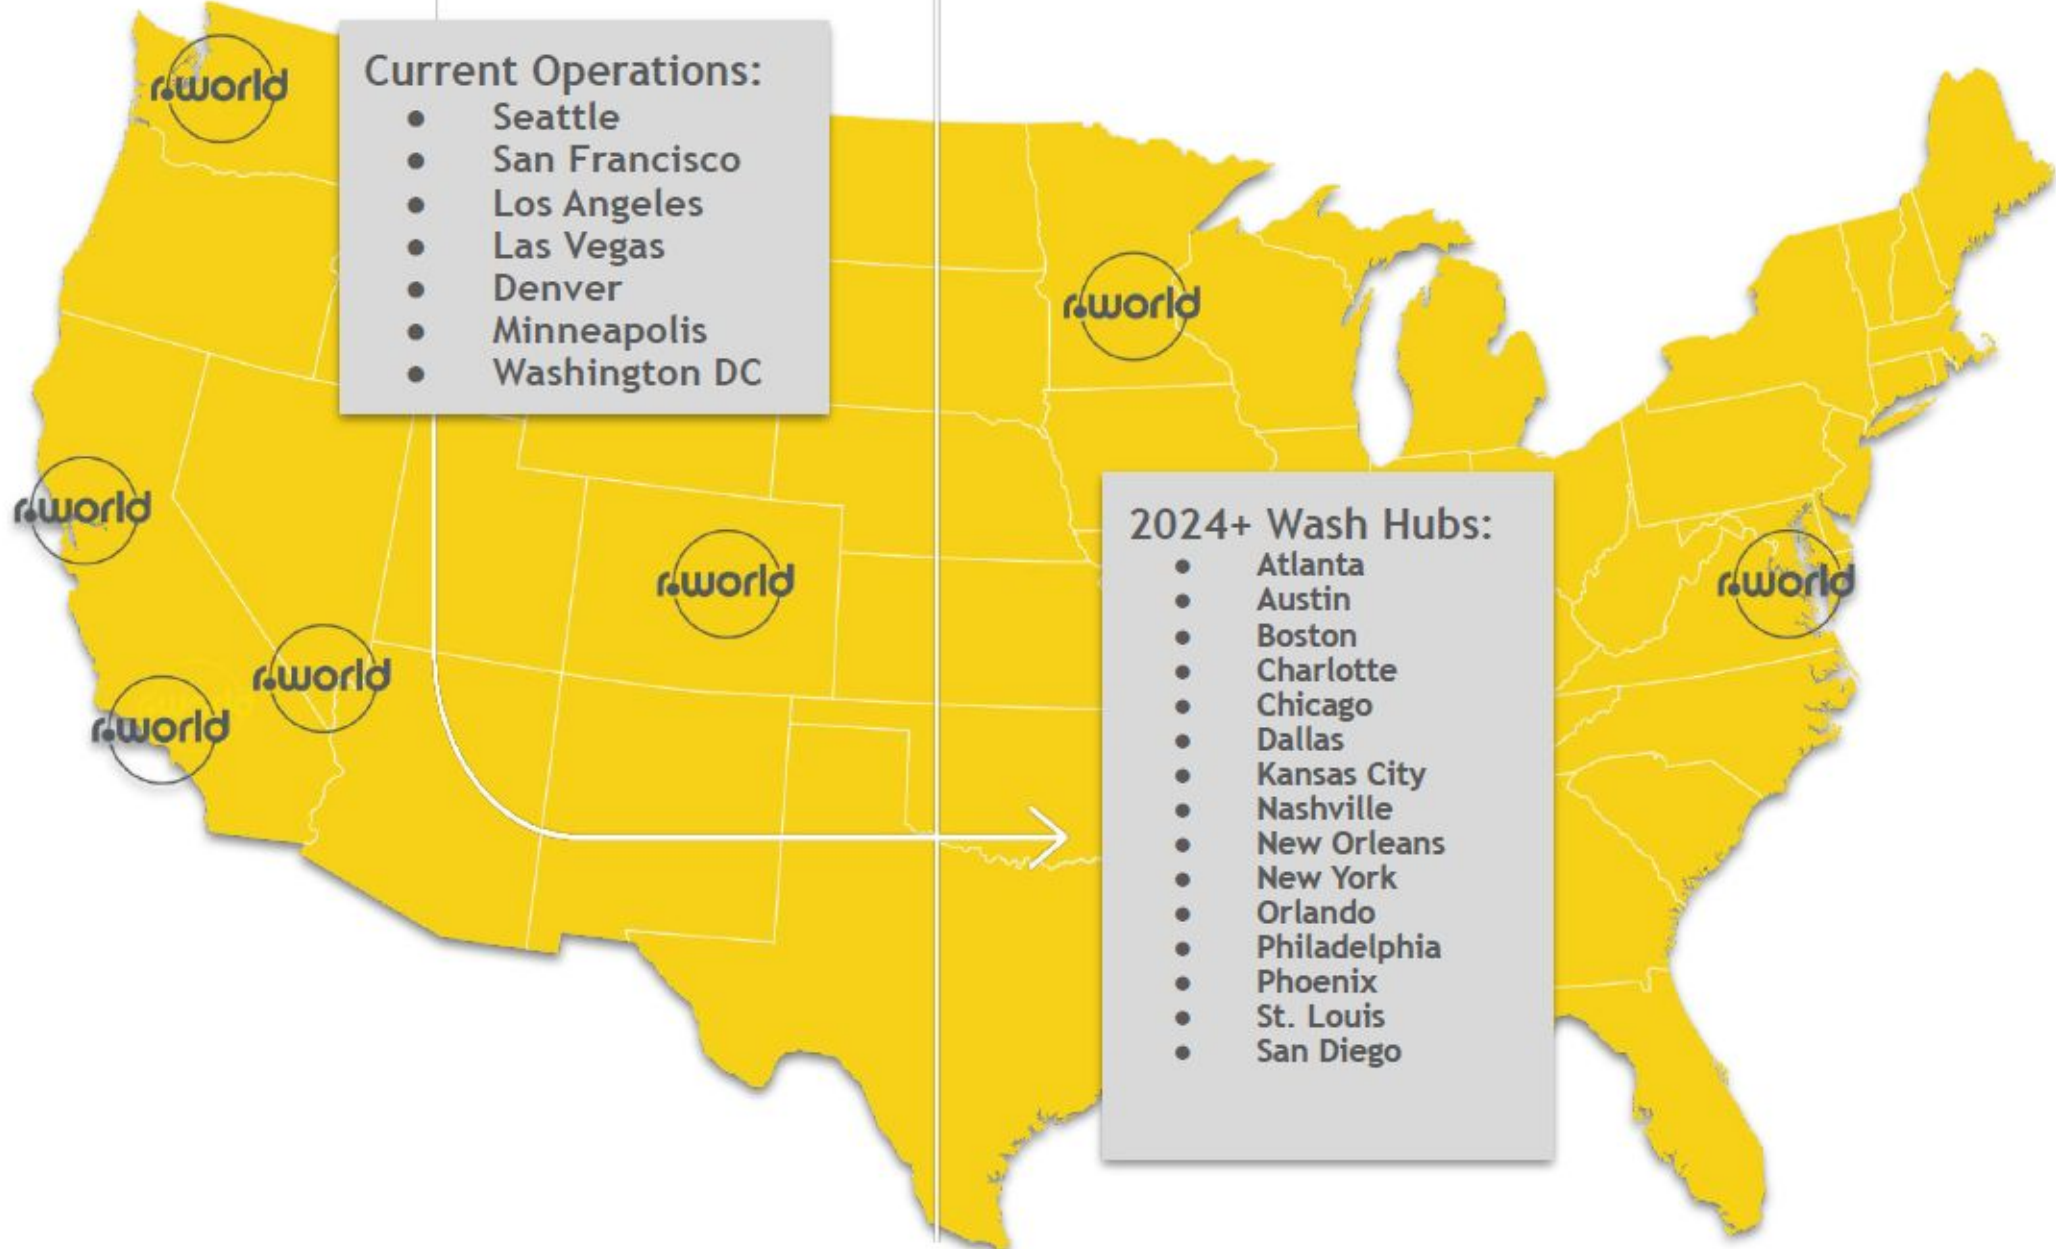 r.world
Current Operations:
● Seattle
● San Francisco
● Los Angeles
● Las Vegas
● Denver
● Minneapolis
● Washington DC
r.world
r.world
r.world
r.world
r.world
r.world
2024+ Wash Hubs:
● Atlanta
● Austin
● Boston
● Charlotte
● Chicago
● Dallas
● Kansas City
● Nashville
● New Orleans
● New York
● Orlando
● Philadelphia
● Phoenix
● St. Louis
● San Diego